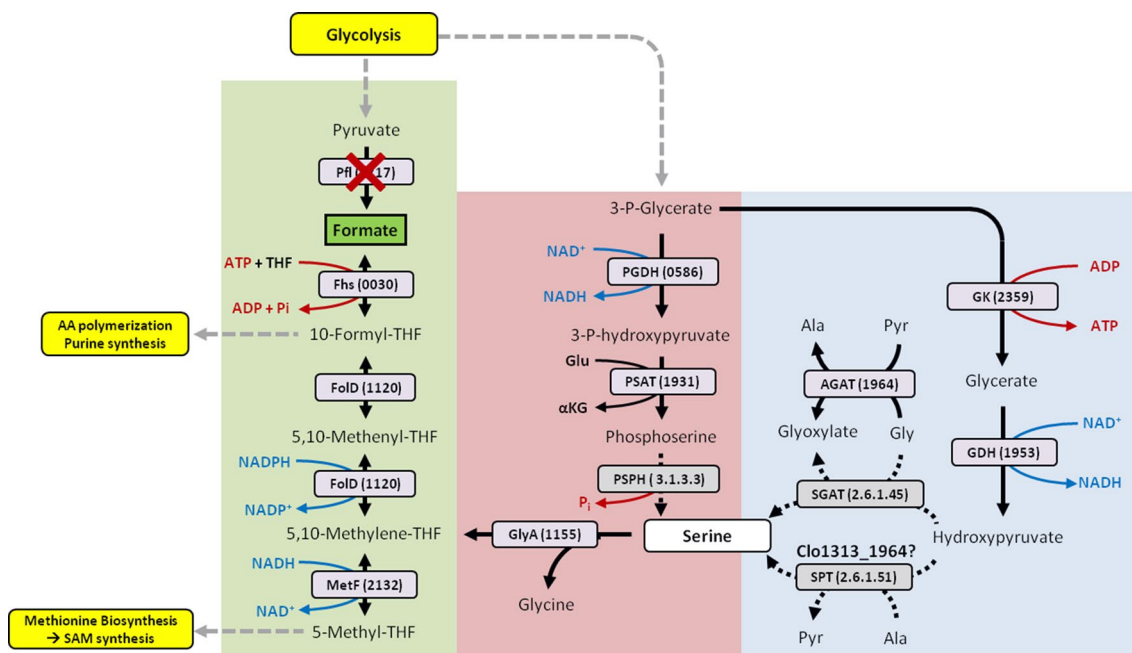 Glycolysis
Pyruvate
Pfl (  17)
Formate
ATP + THF
Fhs (0030)
ADP + Pi
AA polymerization
Purine synthesis
10-Formyl-THF
FolD (1120)
5,10-Methenyl-THF
NADPH
FolD (1120)
NADP⁺
5,10-Methylene-THF
NADH
MetF (2132)
NAD⁺
Methionine Biosynthesis
→ SAM synthesis
5-Methyl-THF
3-P-Glycerate
NAD⁺
PGDH (0586)
NADH
3-P-hydroxypyruvate
Glu
PSAT (1931)
αKG
Phosphoserine
PSPH ( 3.1.3.3)
Pᵢ
GlyA (1155)
Serine
Glycine
ADP
GK (2359)
ATP
Ala
Pyr
AGAT (1964)
Glyoxylate
Gly
Glycerate
NAD⁺
GDH (1953)
NADH
SGAT (2.6.1.45)
Hydroxypyruvate
Clo1313_1964?
SPT (2.6.1.51)
Pyr
Ala